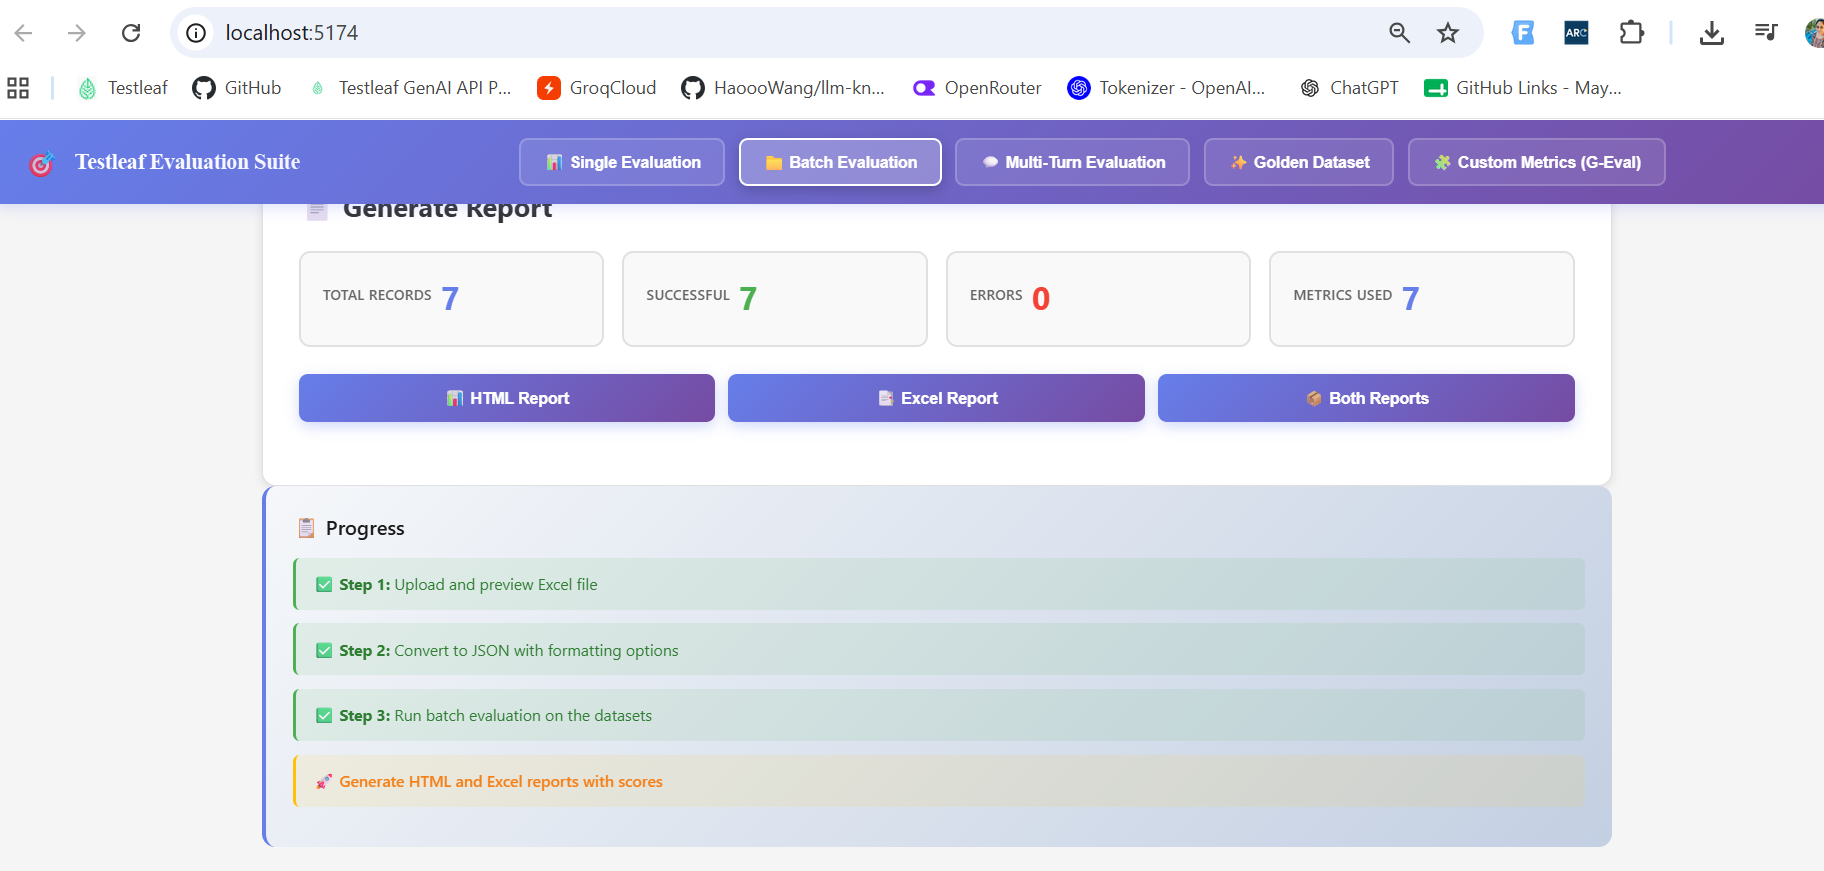 localhost:5174
Testleaf GitHub Testleaf GenAI API P... GroqCloud HaoooWang/llm-kn... OpenRouter Tokenizer - OpenAI... ChatGPT GitHub Links - May...
F ARC
Testleaf Evaluation Suite Single Evaluation Batch Evaluation Multi-Turn Evaluation Golden Dataset Custom Metrics (G-Eval)
Generate Report
TOTAL RECORDS 7 SUCCESSFUL 7 ERRORS 0 METRICS USED 7
HTML Report Excel Report Both Reports
Progress
Step 1: Upload and preview Excel file
Step 2: Convert to JSON with formatting options
Step 3: Run batch evaluation on the datasets
Generate HTML and Excel reports with scores